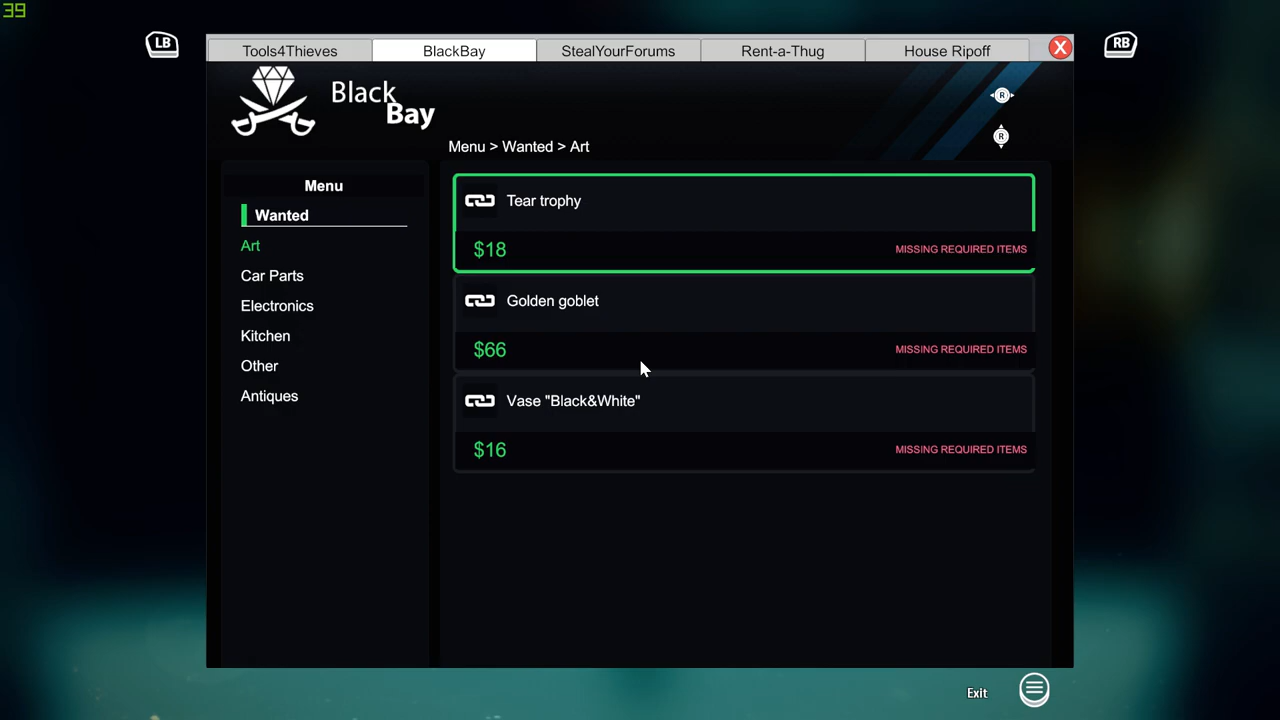 39
LB
Tools4Thieves
BlackBay
StealYourForums
Rent-a-Thug
House Ripoff
X
RB
Black
Bay
R
R
Menu > Wanted > Art
Menu
Wanted
Art
Car Parts
Electronics
Kitchen
Other
Antiques
Tear trophy
$18 MISSING REQUIRED ITEMS
Golden goblet
$66 MISSING REQUIRED ITEMS
Vase "Black&White"
$16 MISSING REQUIRED ITEMS
Exit